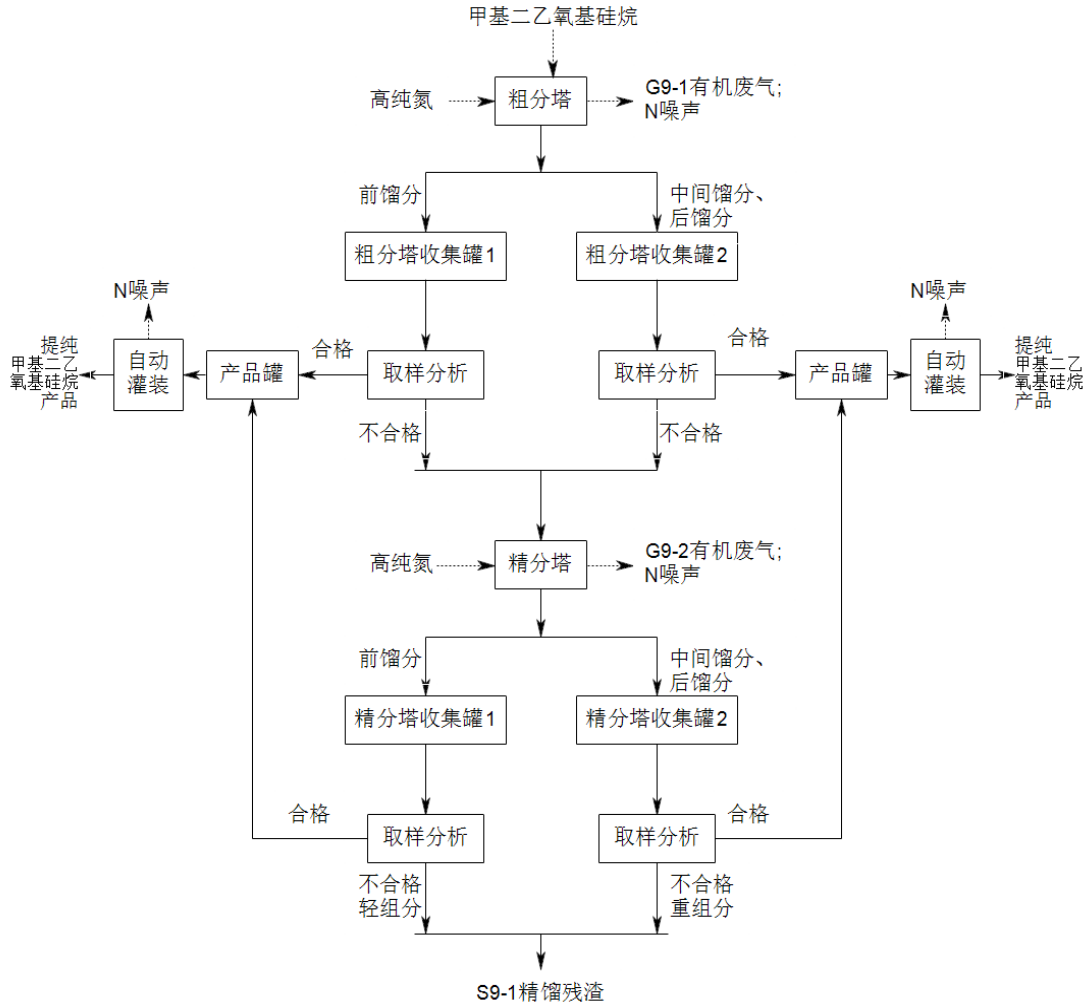 甲基二乙氧基硅烷
高纯氮
粗分塔
G9-1有机废气;
N噪声
前馏分
中间馏分、
后馏分
粗分塔收集罐1
粗分塔收集罐2
N噪声
N噪声
提纯
甲基二乙
氧基硅烷
产品
自动
灌装
产品罐
合格
取样分析
取样分析
合格
产品罐
自动
灌装
提纯
甲基二乙
氧基硅烷
产品
不合格
不合格
高纯氮
精分塔
G9-2有机废气;
N噪声
前馏分
中间馏分、
后馏分
精分塔收集罐1
精分塔收集罐2
合格
取样分析
取样分析
合格
不合格
轻组分
不合格
重组分
S9-1精馏残渣